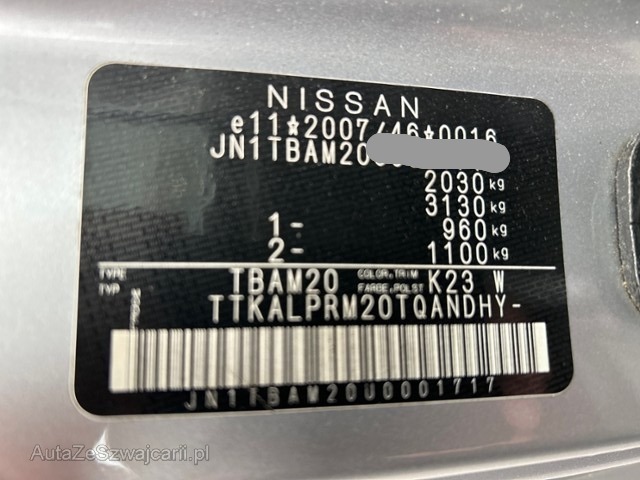 NISSAN
e11*2007/46*0016
JN1TBAM20
2030 kg
3130 kg
1- 960 kg
2- 1100 kg
TYPE TYP TBAM20 COLOR,TRIM FARBE,POLST K23 W
TTKALPRM20TQANDHY-
JN1TBAM20U0001717
AutaZeSzwajcarii.pl